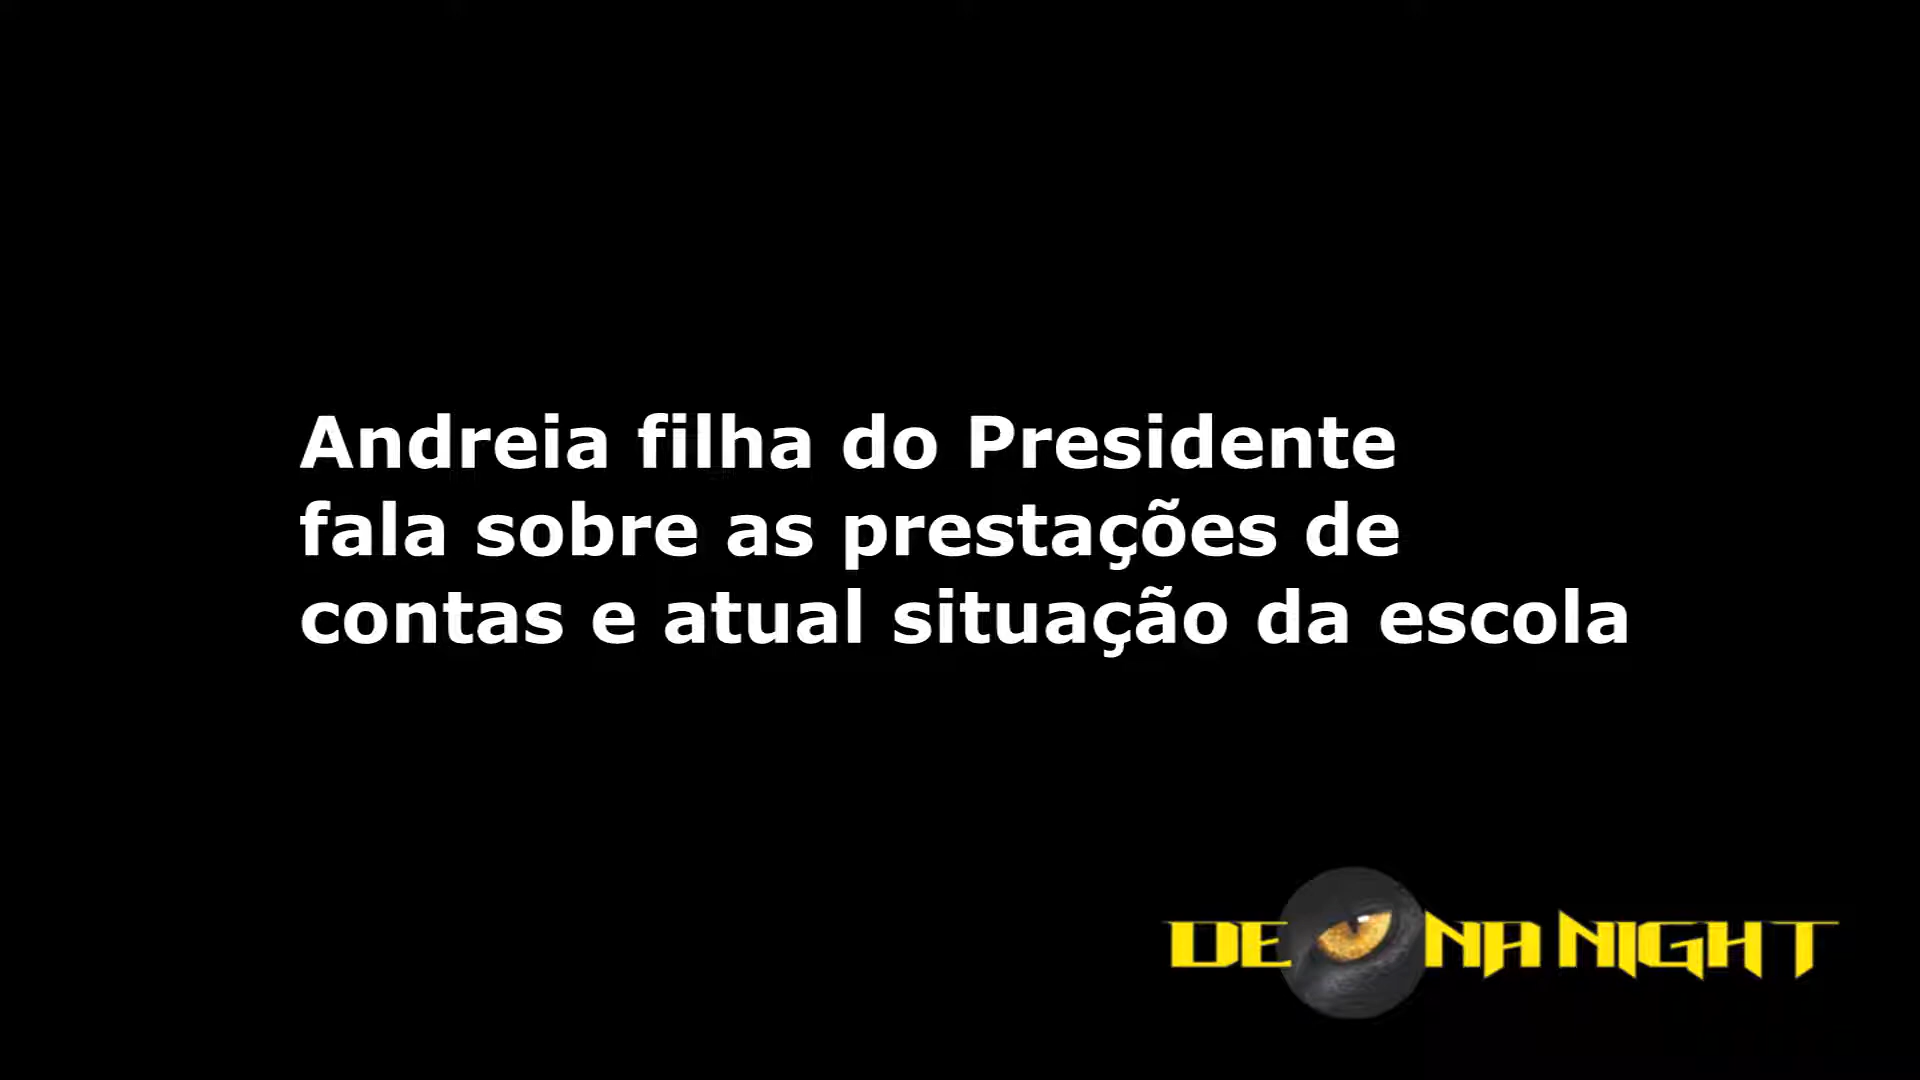 Andreia filha do Presidente
fala sobre as prestações de
contas e atual situação da escola
DE NA NIGHT